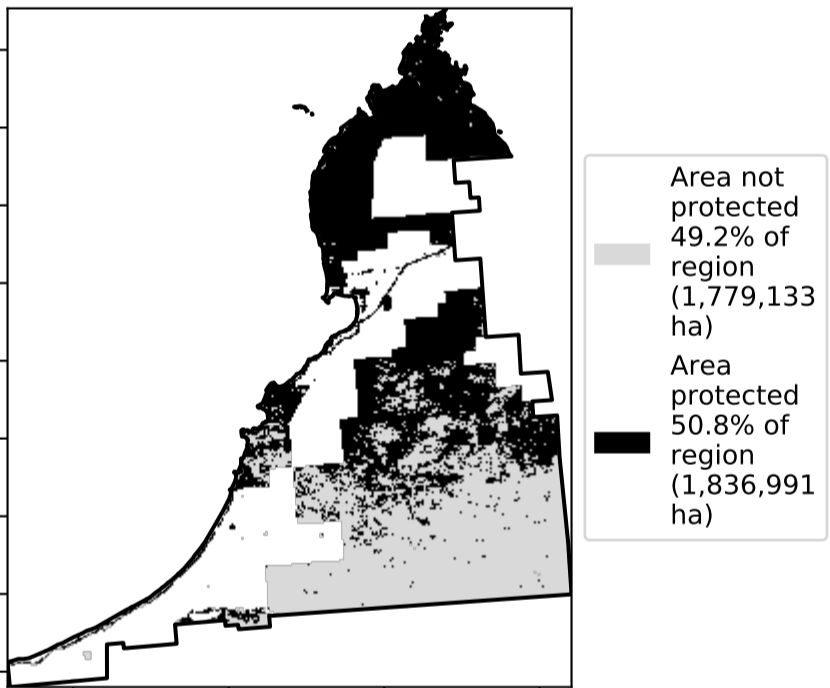 Area not
protected
49.2% of
region
(1,779,133
ha)
Area
protected
50.8% of
region
(1,836,991
ha)